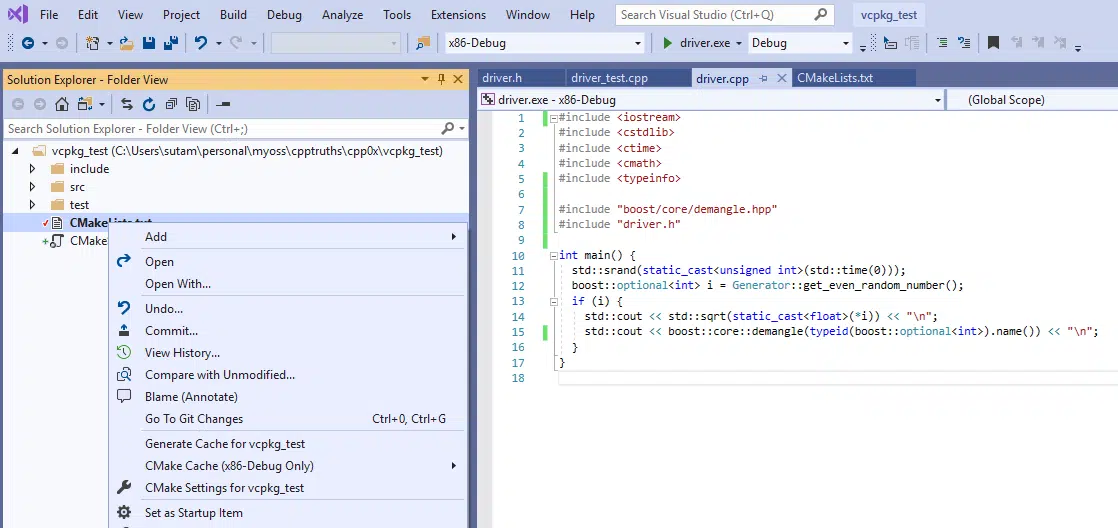 File Edit View Project Build Debug Analyze Tools Extensions Window Help Search Visual Studio (Ctrl+Q) vcpkg_test
x86-Debug driver.exe Debug
Solution Explorer - Folder View
Search Solution Explorer - Folder View (Ctrl+;)
vcpkg_test (C:\Users\sutam\personal\myoss\cpptruths\cpp0x\vcpkg_test)
include
src
test
CMakeLists.txt
CMake
Add
Open
Open With...
Undo...
Commit...
View History...
Compare with Unmodified...
Blame (Annotate)
Go To Git Changes Ctrl+0, Ctrl+G
Generate Cache for vcpkg_test
CMake Cache (x86-Debug Only)
CMake Settings for vcpkg_test
Set as Startup Item
driver.h driver_test.cpp driver.cpp CMakeLists.txt
driver.exe - x86-Debug (Global Scope)
1 #include <iostream>
2 #include <cstdlib>
3 #include <ctime>
4 #include <cmath>
5 #include <typeinfo>
6
7 #include "boost/core/demangle.hpp"
8 #include "driver.h"
9
10 int main() {
11 std::srand(static_cast<unsigned int>(std::time(0)));
12 boost::optional<int> i = Generator::get_even_random_number();
13 if (i) {
14 std::cout << std::sqrt(static_cast<float>(*i)) << "\n";
15 std::cout << boost::core::demangle(typeid(boost::optional<int>).name()) << "\n";
16 }
17 }
18